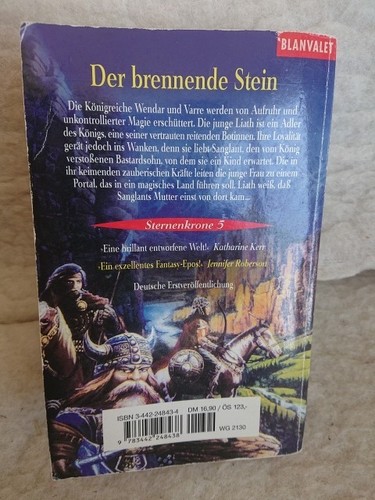 BLANVALET
Der brennende Stein
Die Königreiche Wendar und Varre werden von Aufruhr und
unkontrollierter Magie erschüttert. Die junge Liath ist ein Adler
des Königs, eine seiner vertrauten reitenden Botinnen. Ihre Loyalität
gerät jedoch ins Wanken, denn sie liebt Sanglant, den vom König
verstoßenen Bastardsohn, von dem sie ein Kind erwartet. Die in
ihr keimenden zauberischen Kräfte leiten die junge Frau zu einem
Portal, das in ein magisches Land führen soll. Liath weiß, daß
Sanglants Mutter einst von dort kam...
Sternenkrone 5
»Eine brillant entworfene Welt!« Katharine Kerr
»Ein exzellentes Fantasy-Epos!« Jennifer Roberson
Deutsche Erstveröffentlichung
ISBN 3-442-24843-4 DM 16,90 / ÖS 123,-
9 783442 248438
WG 2130